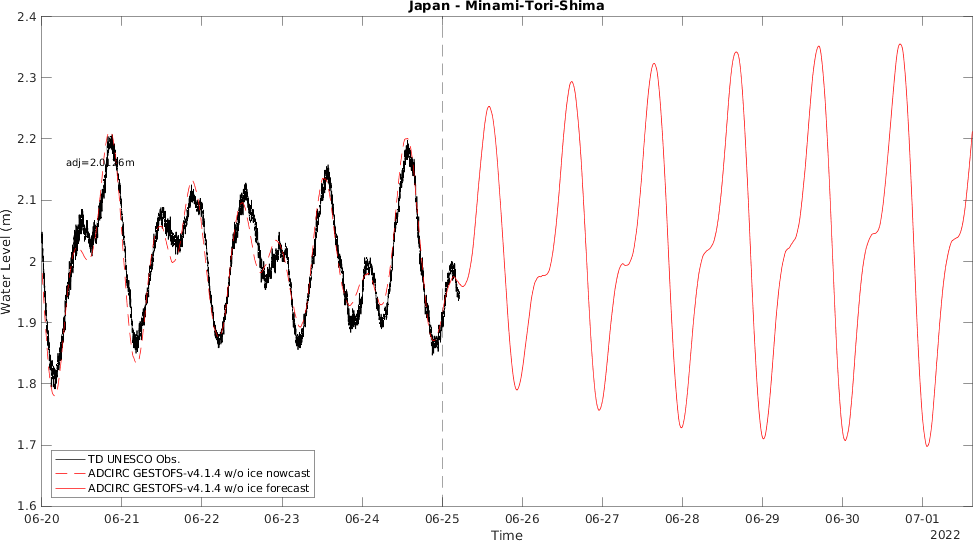 Japan - Minami-Tori-Shima
Water Level (m)
2.4
2.3
2.2
2.1
2
1.9
1.8
1.7
1.6
TD UNESCO Obs.
ADCIRC GESTOFS-v4.1.4 w/o ice nowcast
ADCIRC GESTOFS-v4.1.4 w/o ice forecast
06-20 06-21 06-22 06-23 06-24 06-25 06-26 06-27 06-28 06-29 06-30 07-01
2022
Time